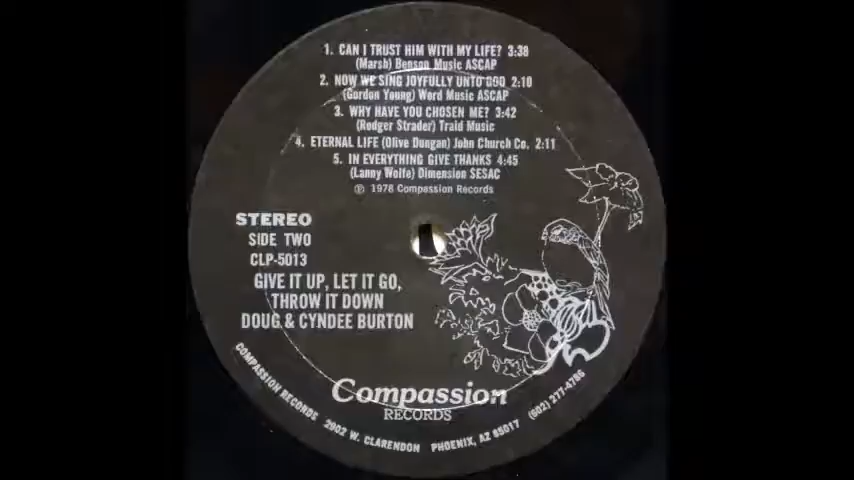 1. CAN I TRUST HIM WITH MY LIFE? 3:38
(Marsh) Benson Music ASCAP
2. NOW WE SING JOYFULLY UNTO GOD 2:10
(Gordon Young) Word Music ASCAP
3. WHY HAVE YOU CHOSEN ME? 3:42
(Rodger Strader) Traid Music
4. ETERNAL LIFE (Olive Dungan) John Church Co. 2:11
5. IN EVERYTHING GIVE THANKS 4:45
(Lanny Wolfe) Dimension SESAC
℗ 1978 Compassion Records
STEREO
SIDE TWO
CLP-5013
GIVE IT UP, LET IT GO,
THROW IT DOWN
DOUG & CYNDEE BURTON
Compassion
RECORDS
COMPASSION RECORDS 2902 W. CLARENDON PHOENIX, AZ 85017 (602) 277-4786